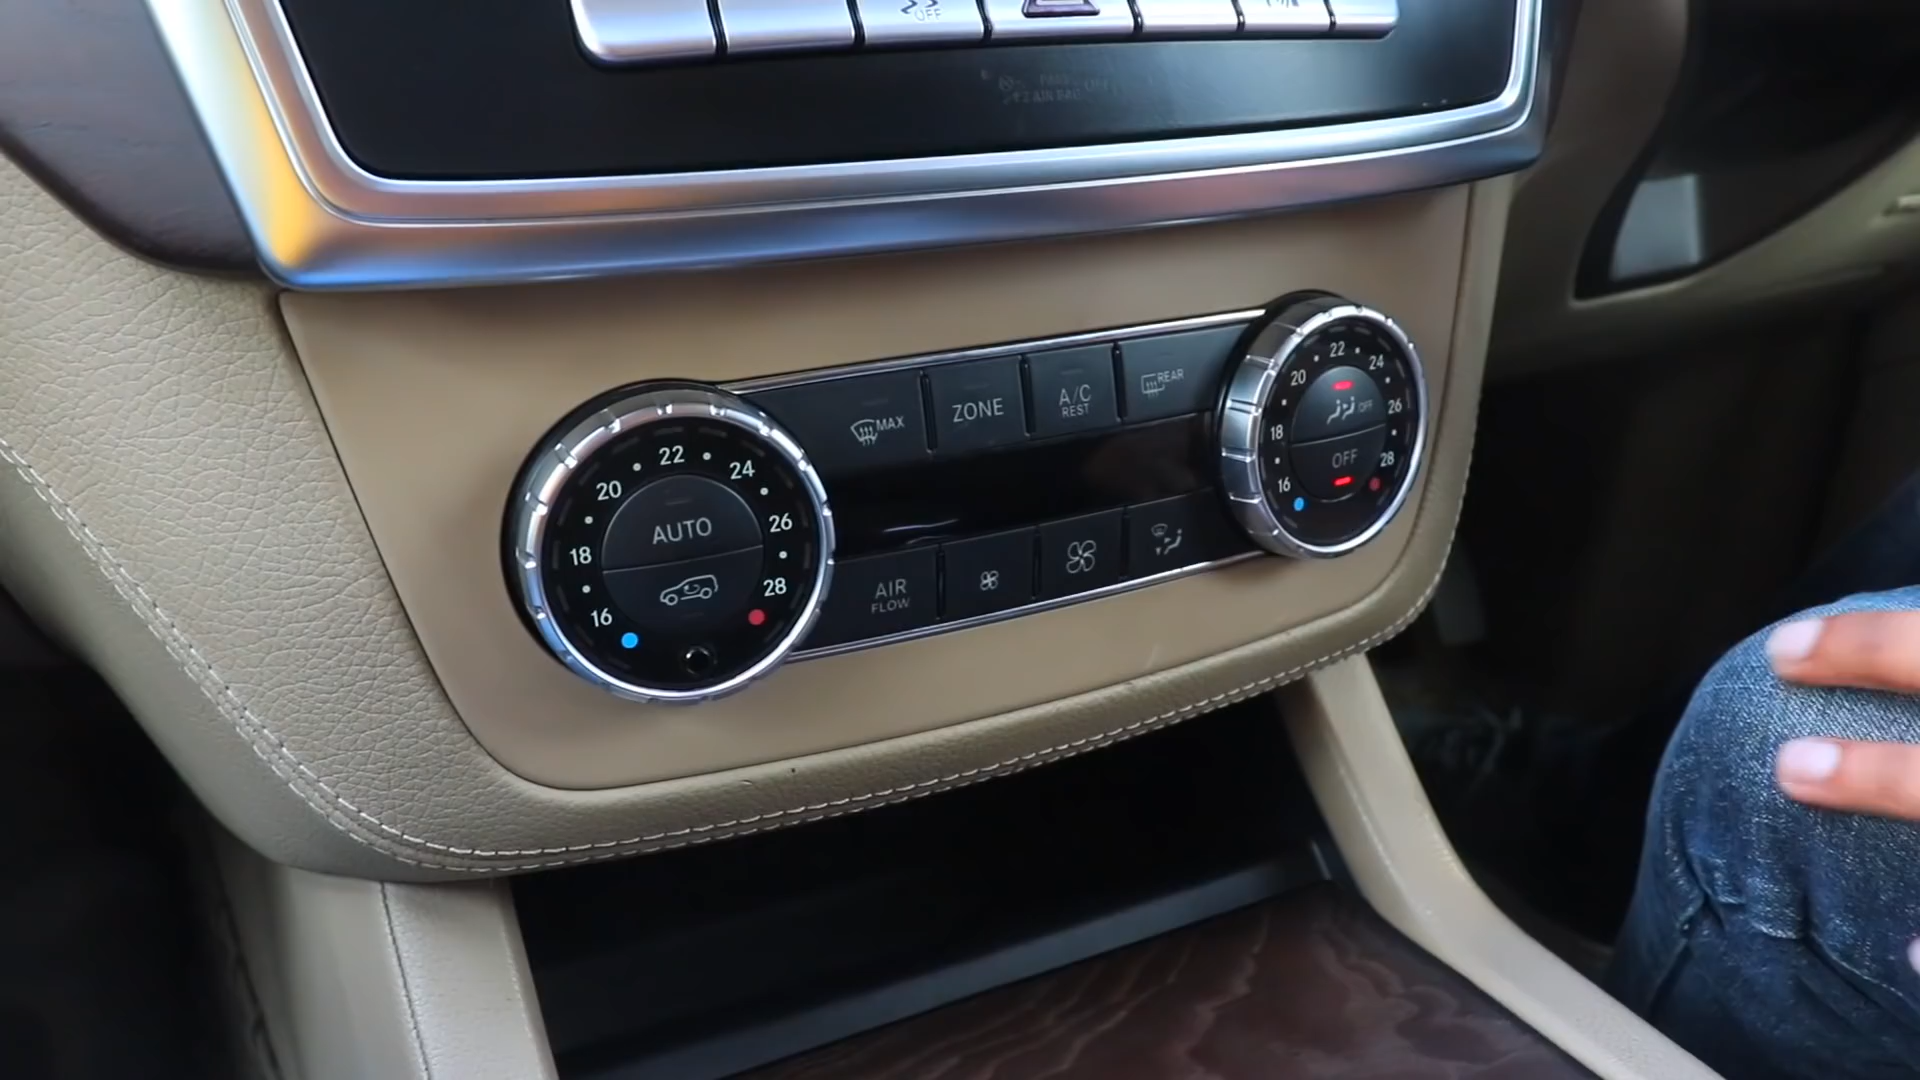 OFF
MAX
ZONE
A/C
REST
REAR
22
24
20
26
18
28
16
AUTO
AIR
FLOW
22
24
20
26
18
28
16
OFF
OFF